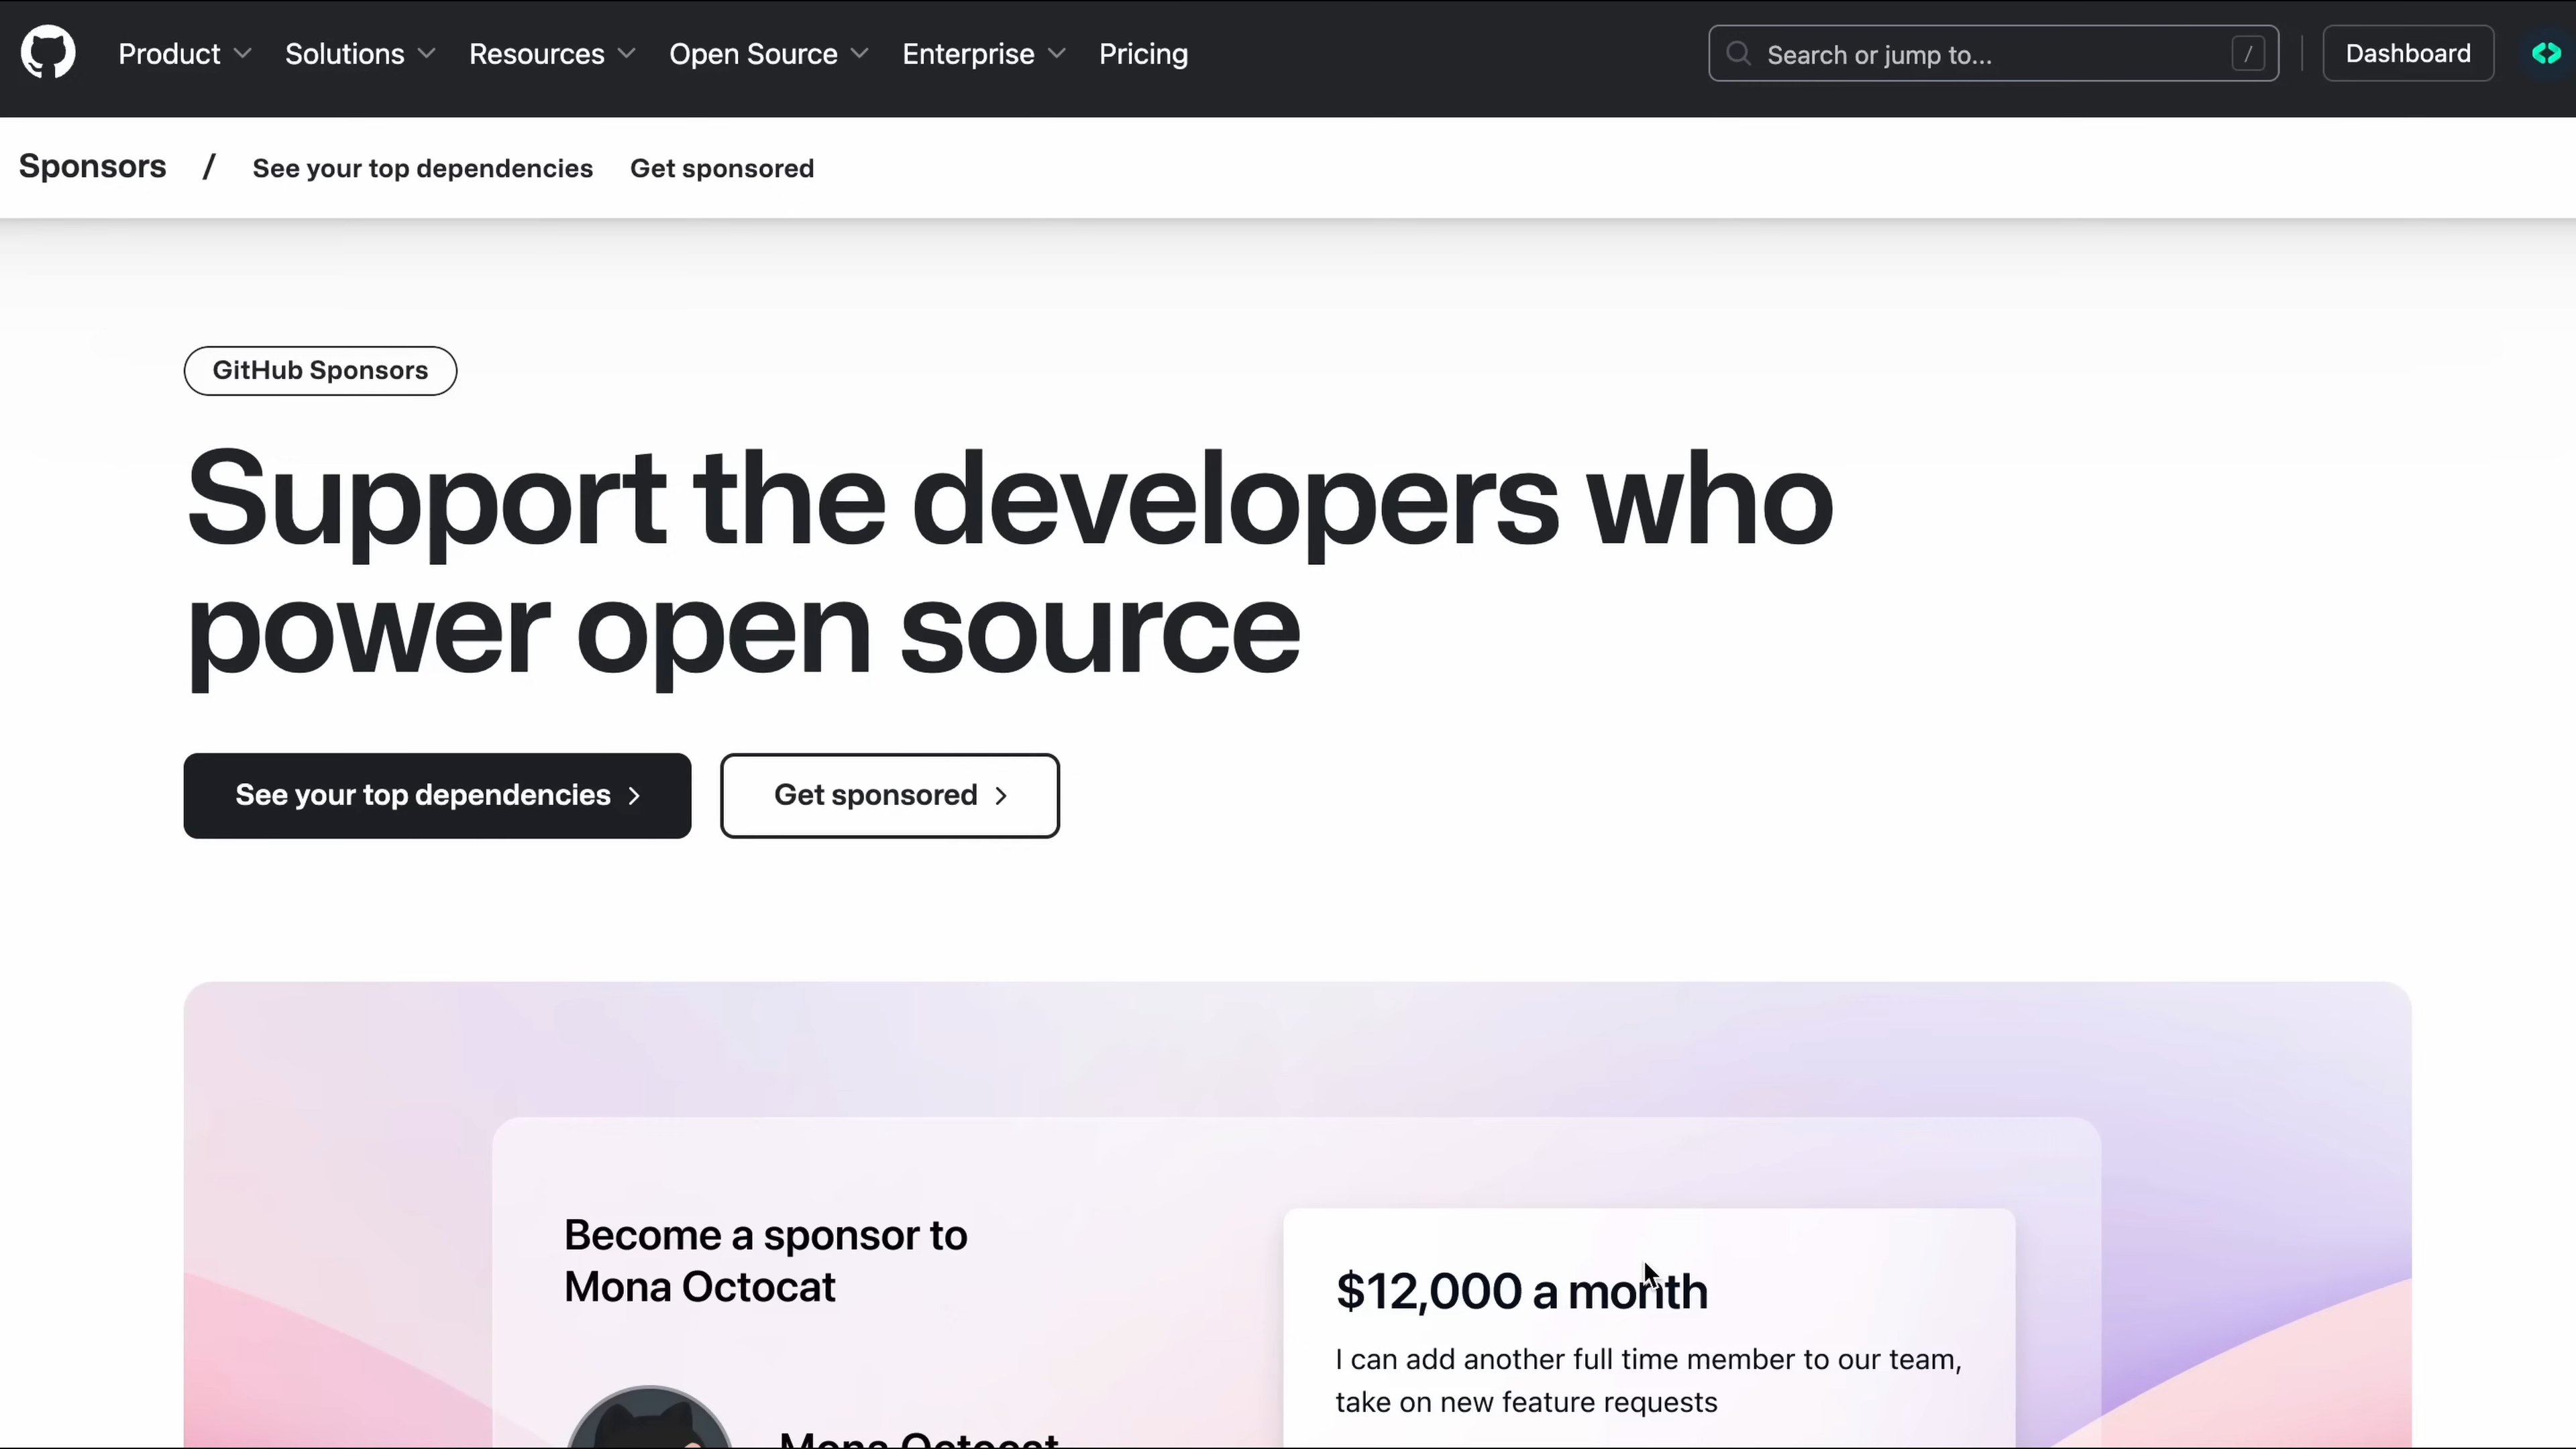 Product Solutions Resources Open Source Enterprise Pricing Search or jump to... / Dashboard
Sponsors / See your top dependencies Get sponsored
GitHub Sponsors
Support the developers who
power open source
See your top dependencies Get sponsored
Become a sponsor to
Mona Octocat
Mona Octocat
$12,000 a month
I can add another full time member to our team,
take on new feature requests